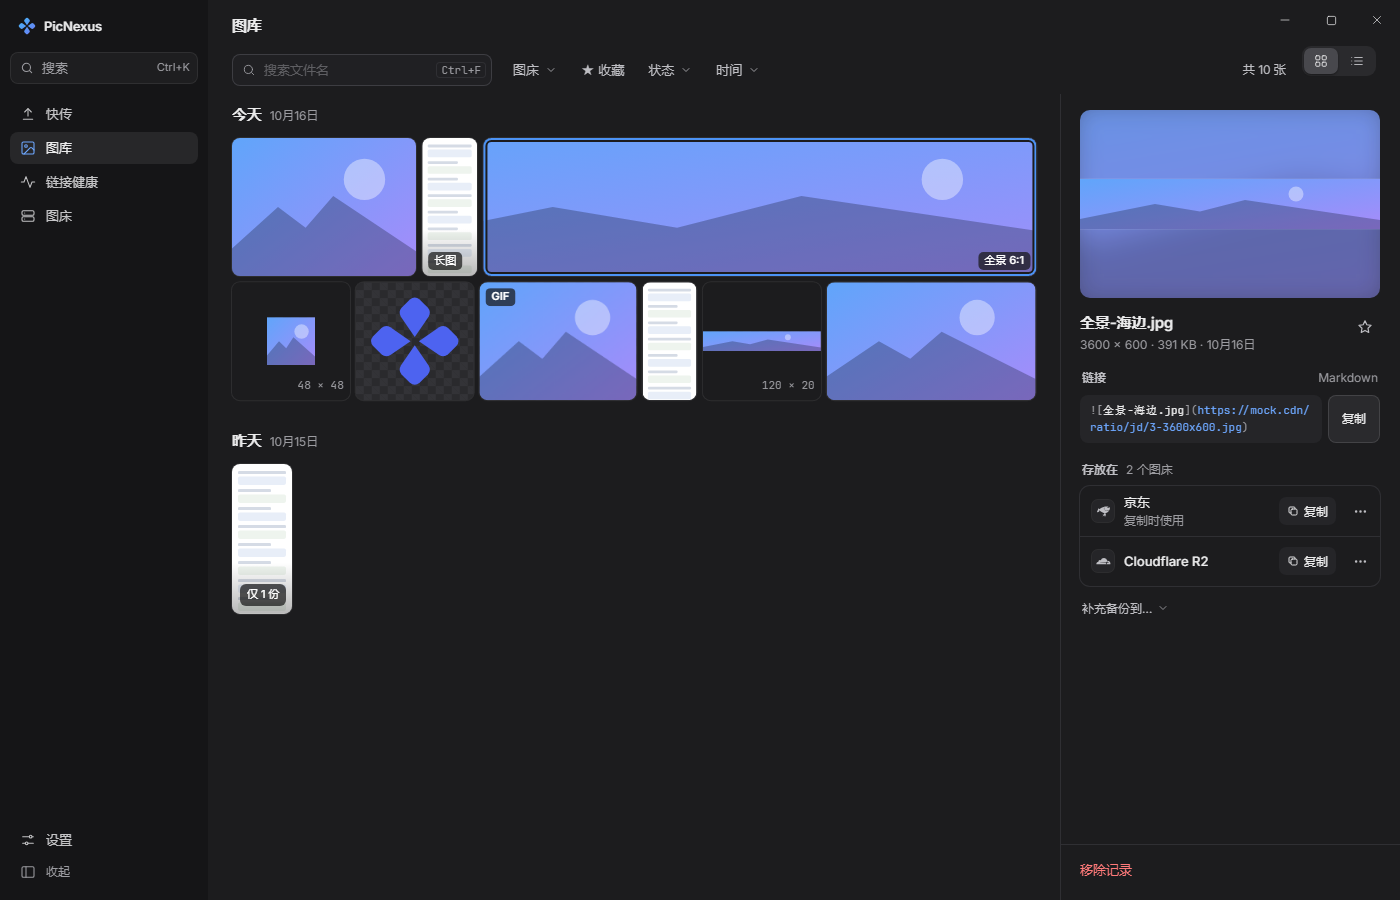 PicNexus
搜索 Ctrl+K
快传
图库
链接健康
图床
设置
收起
图库
搜索文件名 Ctrl+F
图床
★ 收藏
状态
时间
共 10 张
今天 10月16日
长图
全景 6:1
48 × 48
GIF
120 × 20
昨天 10月15日
仅 1 份
全景-海边.jpg
3600 × 600 · 391 KB · 10月16日
链接 Markdown
![全景-海边.jpg](https://mock.cdn/
ratio/jd/3-3600x600.jpg)
复制
存放在 2 个图床
京东
复制时使用
复制
Cloudflare R2
复制
补充备份到...
移除记录